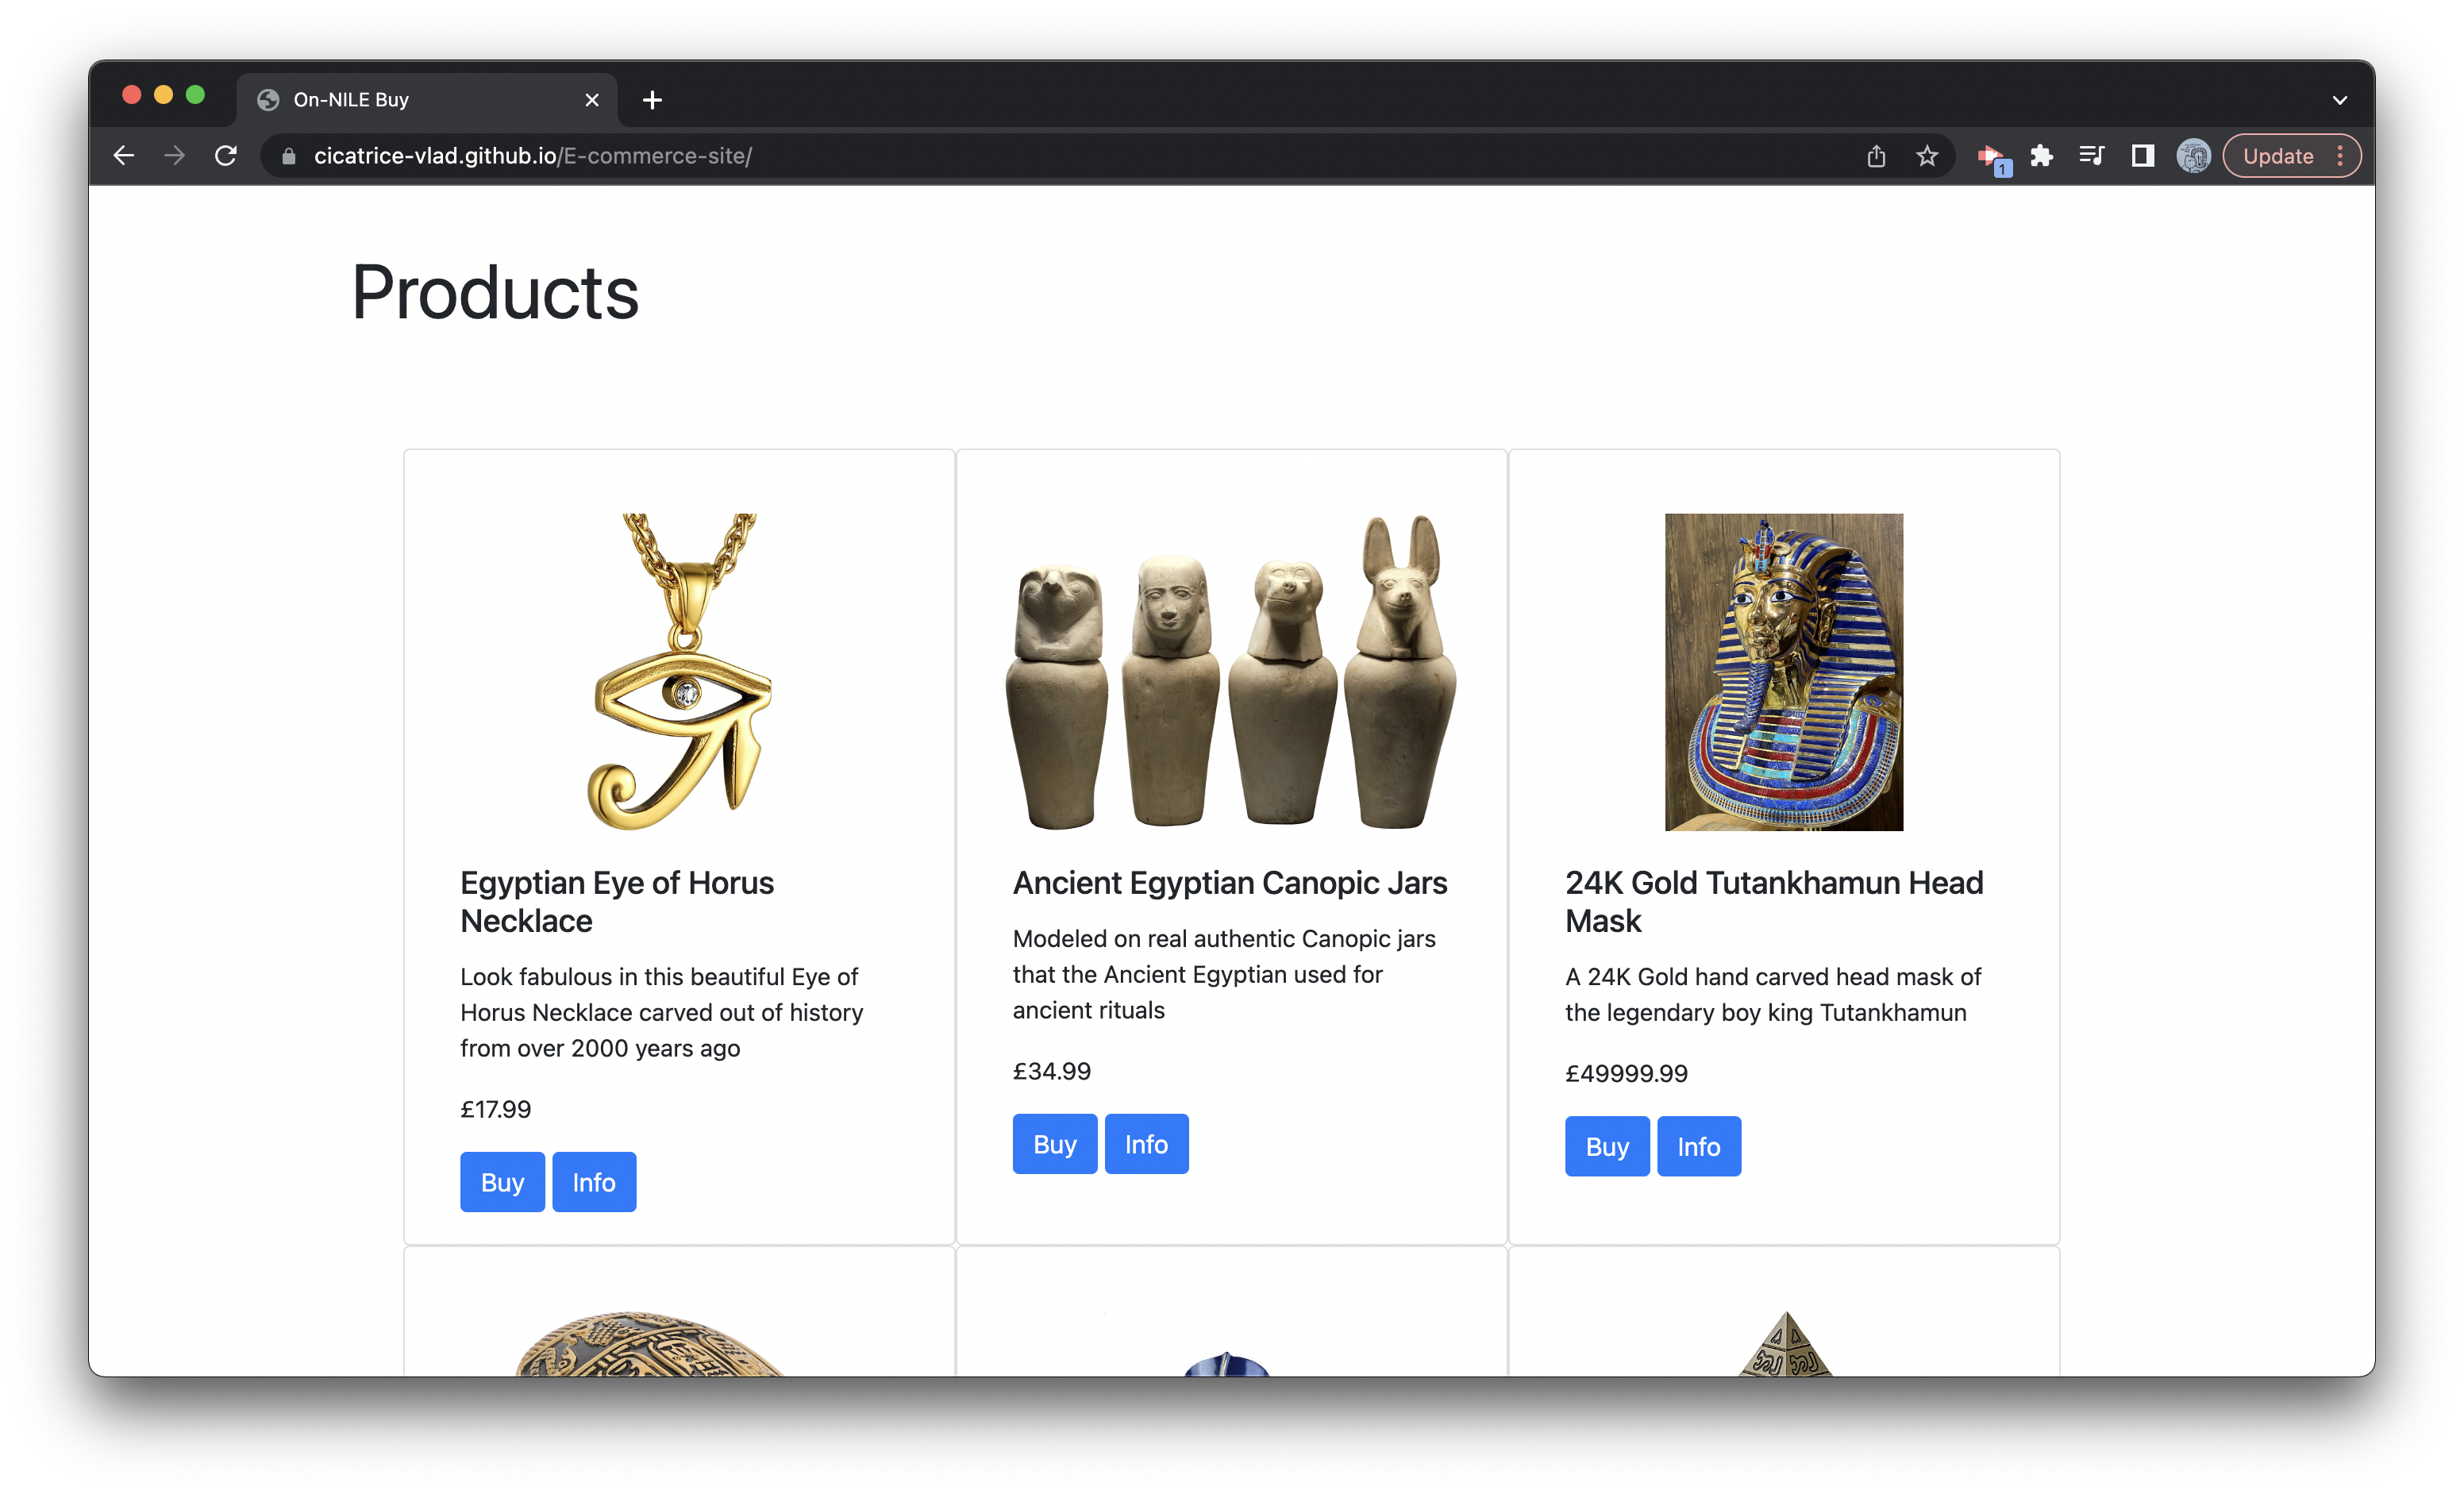 On-NILE Buy
cicatrice-vlad.github.io/E-commerce-site/
1
Update
Products
Egyptian Eye of Horus
Necklace
Look fabulous in this beautiful Eye of
Horus Necklace carved out of history
from over 2000 years ago
£17.99
Buy Info
Ancient Egyptian Canopic Jars
Modeled on real authentic Canopic jars
that the Ancient Egyptian used for
ancient rituals
£34.99
Buy Info
24K Gold Tutankhamun Head
Mask
A 24K Gold hand carved head mask of
the legendary boy king Tutankhamun
£49999.99
Buy Info